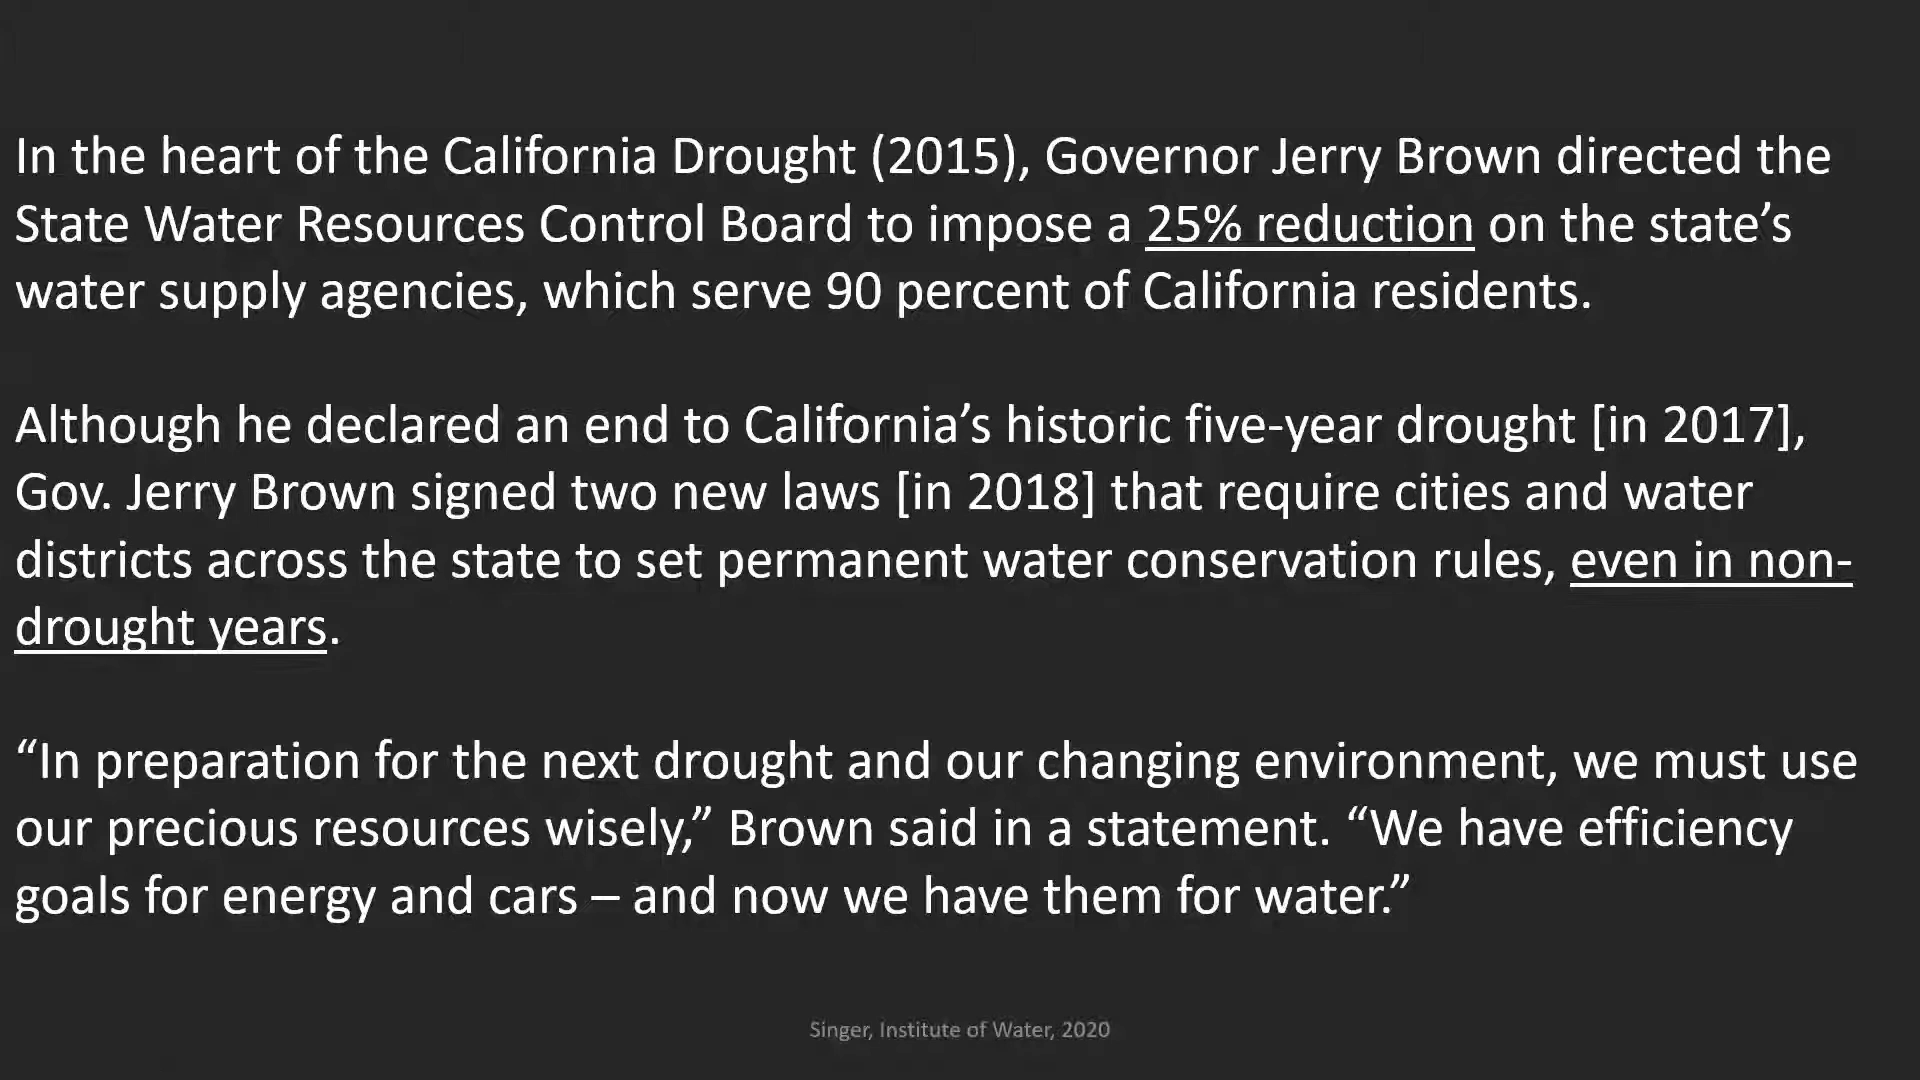 In the heart of the California Drought (2015), Governor Jerry Brown directed the
State Water Resources Control Board to impose a 25% reduction on the state’s
water supply agencies, which serve 90 percent of California residents.
Although he declared an end to California’s historic five-year drought [in 2017],
Gov. Jerry Brown signed two new laws [in 2018] that require cities and water
districts across the state to set permanent water conservation rules, even in non-
drought years.
“In preparation for the next drought and our changing environment, we must use
our precious resources wisely,” Brown said in a statement. “We have efficiency
goals for energy and cars – and now we have them for water.”
Singer, Institute of Water, 2020